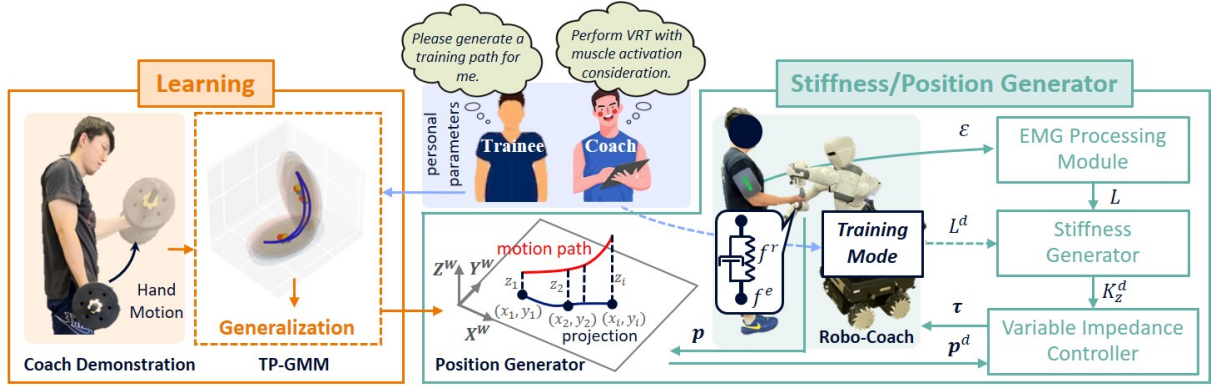 Please generate a
training path for
me.
Perform VRT with
muscle activation
consideration.
Learning
Stiffness/Position Generator
personal
parameters
Trainee
Coach
ε
EMG Processing
Module
L
Hand
Motion
Generalization
Coach Demonstration
TP-GMM
motion path
Z^W
Y^W
X^W
z_1
z_2
z_i
(x_1, y_1)
(x_2, y_2)
(x_i, y_i)
projection
Position Generator
f^r
f^e
Training
Mode
L^d
Stiffness
Generator
K_z^d
Robo-Coach
τ
p
p^d
Variable Impedance
Controller